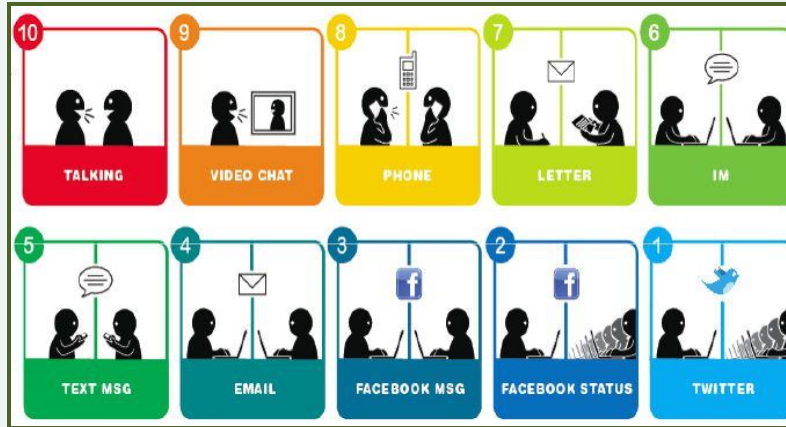 10
TALKING
9
VIDEO CHAT
8
PHONE
7
LETTER
6
IM
5
TEXT MSG
4
EMAIL
3
f
FACEBOOK MSG
2
f
FACEBOOK STATUS
1
TWITTER